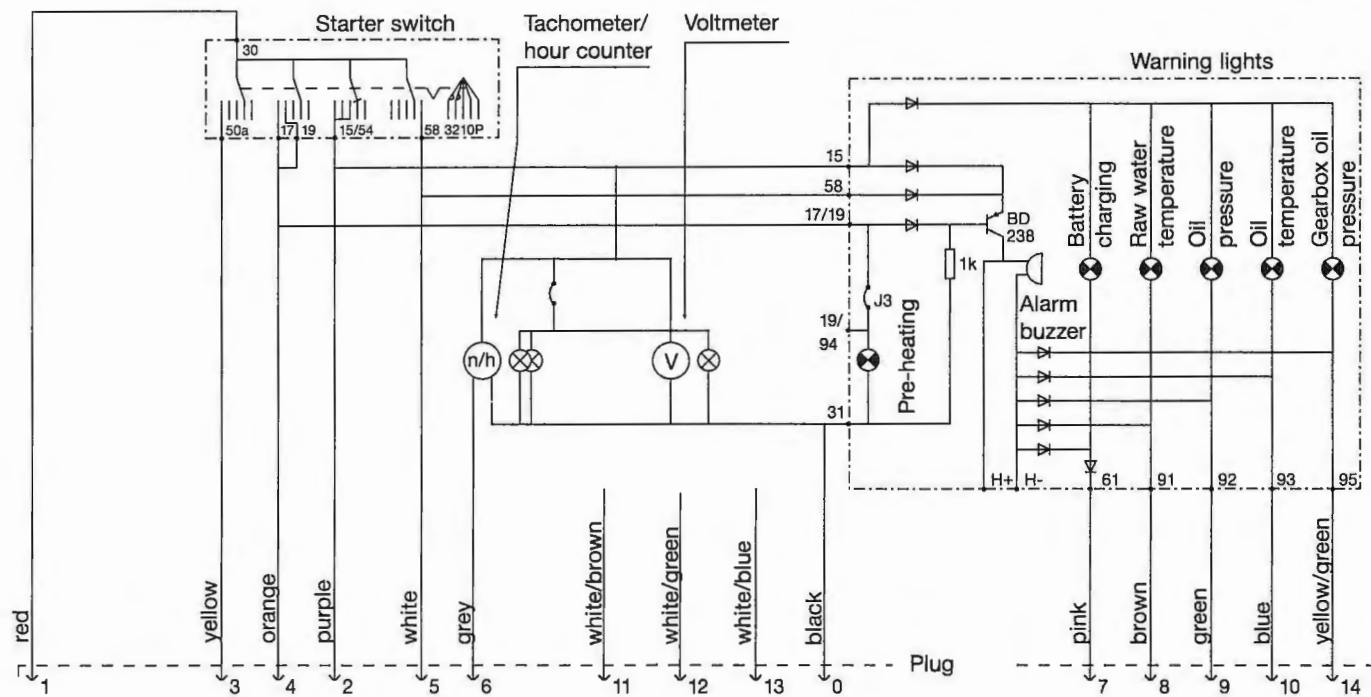 Starter switch
Tachometer/
hour counter
Voltmeter
Warning lights
30
50a
17
19
15/54
58
3210P
15
58
17/19
BD
238
1k
J3
19/
94
31
Pre-heating
Alarm
buzzer
Battery
charging
Raw water
temperature
Oil
pressure
Oil
temperature
Gearbox oil
pressure
n/h
V
H+
H-
61
91
92
93
95
red
yellow
orange
purple
white
grey
white/brown
white/green
white/blue
black
pink
brown
green
blue
yellow/green
Plug
1
3
4
2
5
6
11
12
13
0
7
8
9
10
14